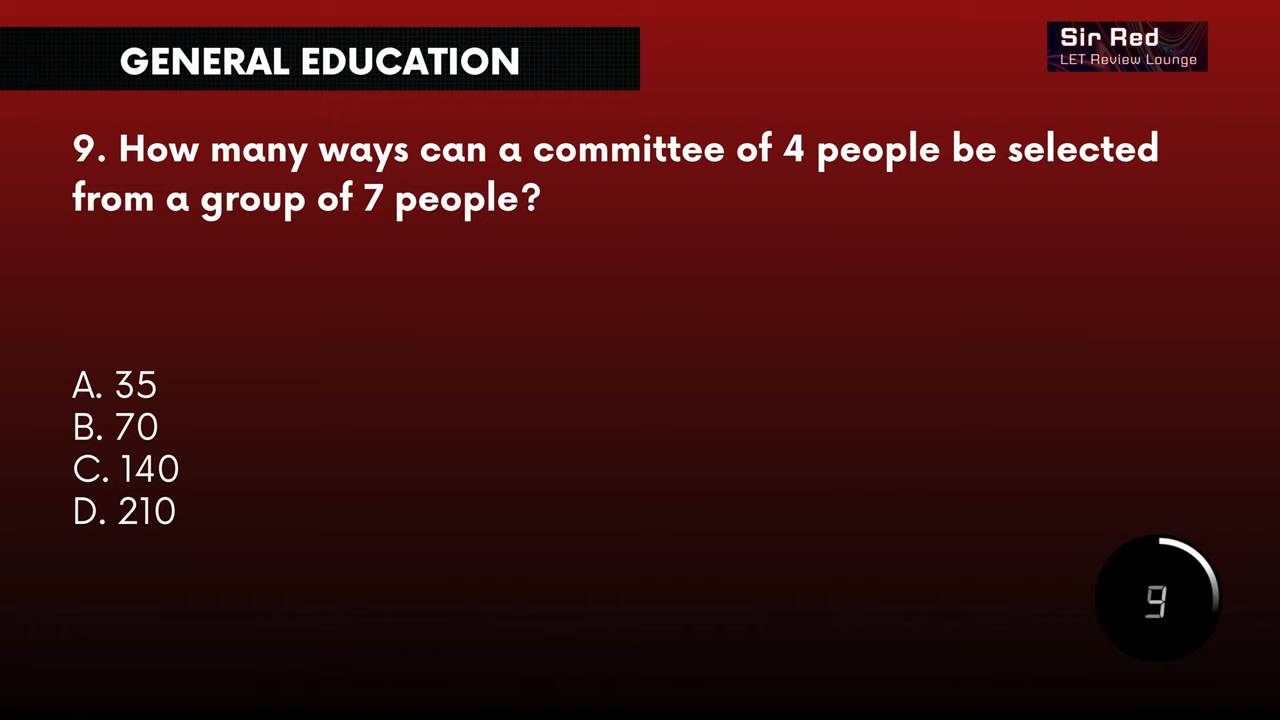 GENERAL EDUCATION
Sir Red
LET Review Lounge
9. How many ways can a committee of 4 people be selected
from a group of 7 people?
A. 35
B. 70
C. 140
D. 210
9